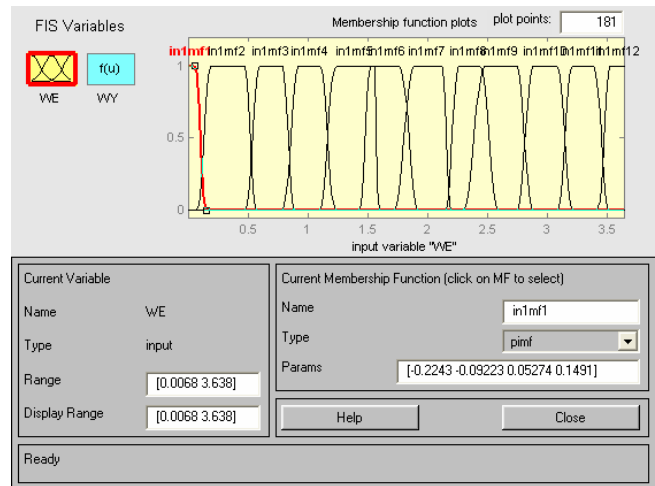 FIS Variables
Membership function plots plot points: 181
f(u)
WE WY
in1mf1 in1mf2 in1mf3 in1mf4 in1mf5 in1mf6 in1mf7 in1mf8 in1mf9 in1mf10 in1mf11 in1mf12
1
0.5
0
0.5 1 1.5 2 2.5 3 3.5
input variable "WE"
Current Variable
Name WE
Type input
Range [0.0068 3.638]
Display Range [0.0068 3.638]
Current Membership Function (click on MF to select)
Name in1mf1
Type pimf
Params [-0.2243 -0.09223 0.05274 0.1491]
Help Close
Ready